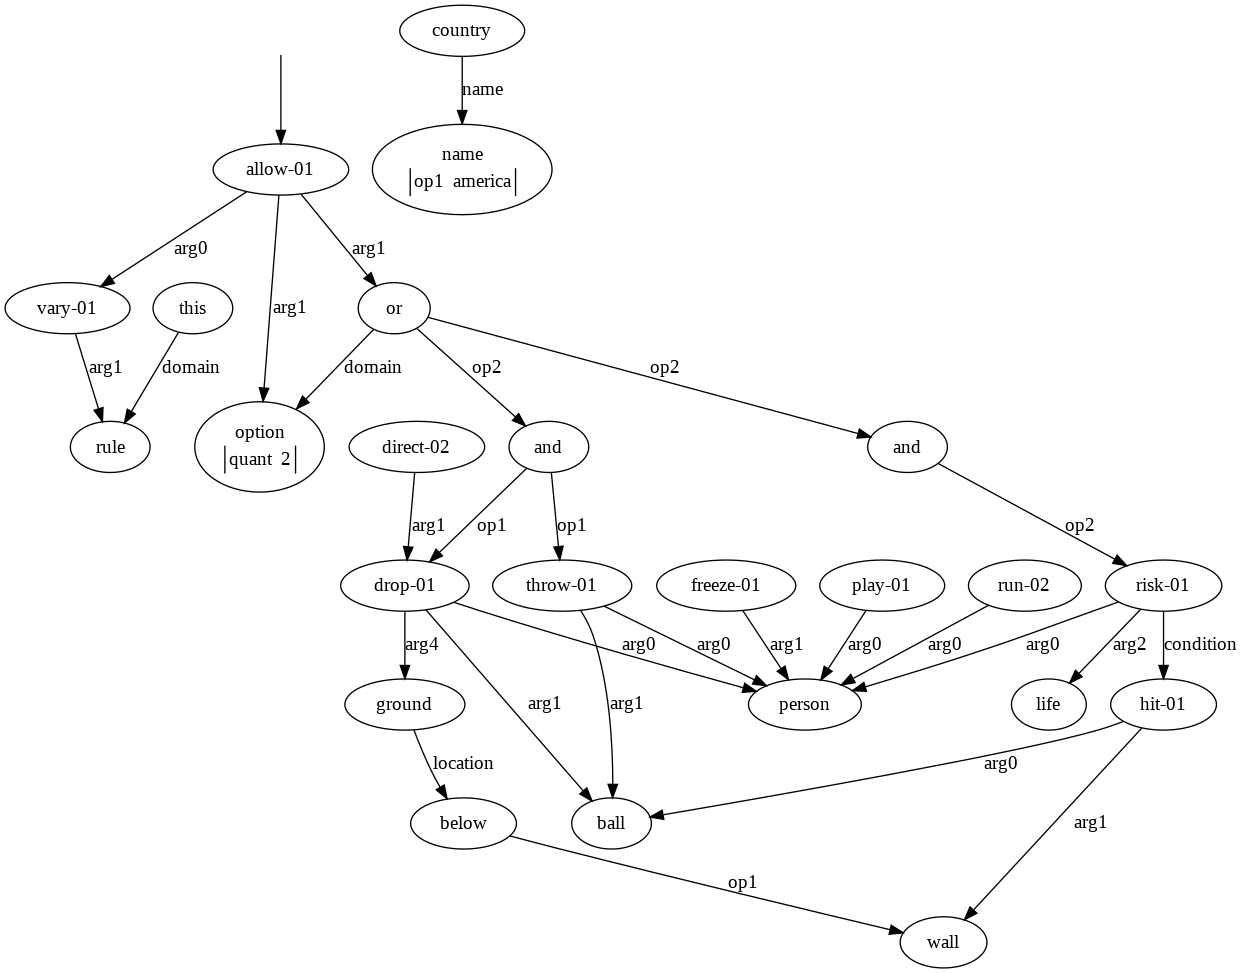 country
name
allow-01
name
|op1 america|
arg0
arg1
vary-01
this
arg1
or
arg1
domain
domain
op2
op2
rule
option
|quant 2|
direct-02
and
and
arg1
op1
op1
op2
drop-01
throw-01
freeze-01
play-01
run-02
risk-01
arg4
arg0
arg0
arg1
arg0
arg0
arg0
arg2
condition
ground
arg1
arg1
person
life
hit-01
location
arg0
below
ball
arg1
op1
wall